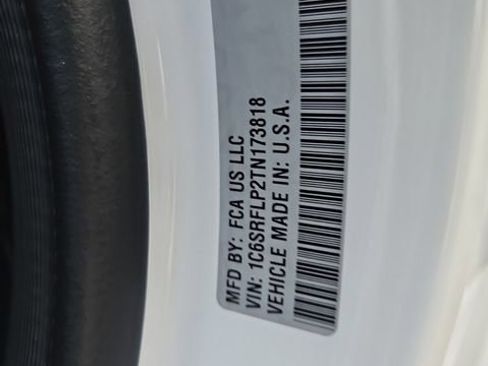 MFD BY: FCA US LLC
VIN: 1C6SRFLP2TN173818
VEHICLE MADE IN: U.S.A.